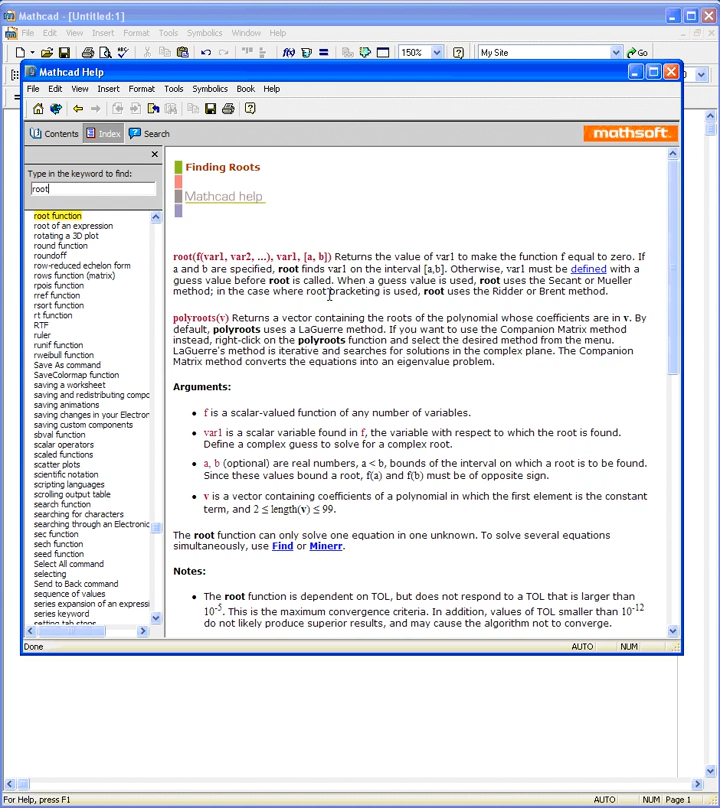 Mathcad - [Untitled:1]
File Edit View Insert Format Tools Symbolics Window Help
150% My Site Go
Mathcad Help
File Edit View Insert Format Tools Symbolics Book Help
Contents Index Search
mathsoft
Type in the keyword to find:
root
root function
root of an expression
rotating a 3D plot
round function
roundoff
row-reduced echelon form
rows function (matrix)
rpois function
rref function
rsort function
rt function
RTF
ruler
runif function
rweibull function
Save As command
SaveColormap function
saving a worksheet
saving and redistributing compo
saving animations
saving changes in your Electron
saving custom components
sbval function
scalar operators
scaled functions
scatter plots
scientific notation
scripting languages
scrolling output table
search function
searching for characters
searching through an Electronic
sec function
sech function
seed function
Select All command
selecting
Send to Back command
sequence of values
series expansion of an expressi
series keyword
setting tab stops
Finding Roots
Mathcad help
root(f(var1, var2, ...), var1, [a, b]) Returns the value of var1 to make the function f equal to zero. If
a and b are specified, root finds var1 on the interval [a,b]. Otherwise, var1 must be defined with a
guess value before root is called. When a guess value is used, root uses the Secant or Mueller
method; in the case where root bracketing is used, root uses the Ridder or Brent method.
polyroots(v) Returns a vector containing the roots of the polynomial whose coefficients are in v. By
default, polyroots uses a LaGuerre method. If you want to use the Companion Matrix method
instead, right-click on the polyroots function and select the desired method from the menu.
LaGuerre's method is iterative and searches for solutions in the complex plane. The Companion
Matrix method converts the equations into an eigenvalue problem.
Arguments:
• f is a scalar-valued function of any number of variables.
• var1 is a scalar variable found in f, the variable with respect to which the root is found.
Define a complex guess to solve for a complex root.
• a, b (optional) are real numbers, a < b, bounds of the interval on which a root is to be found.
Since these values bound a root, f(a) and f(b) must be of opposite sign.
• v is a vector containing coefficients of a polynomial in which the first element is the constant
term, and 2 ≤ length(v) ≤ 99.
The root function can only solve one equation in one unknown. To solve several equations
simultaneously, use Find or Minerr.
Notes:
• The root function is dependent on TOL, but does not respond to a TOL that is larger than
10^-5. This is the maximum convergence criteria. In addition, values of TOL smaller than 10^-12
do not likely produce superior results, and may cause the algorithm not to converge.
Done AUTO NUM
For Help, press F1 AUTO NUM Page 1